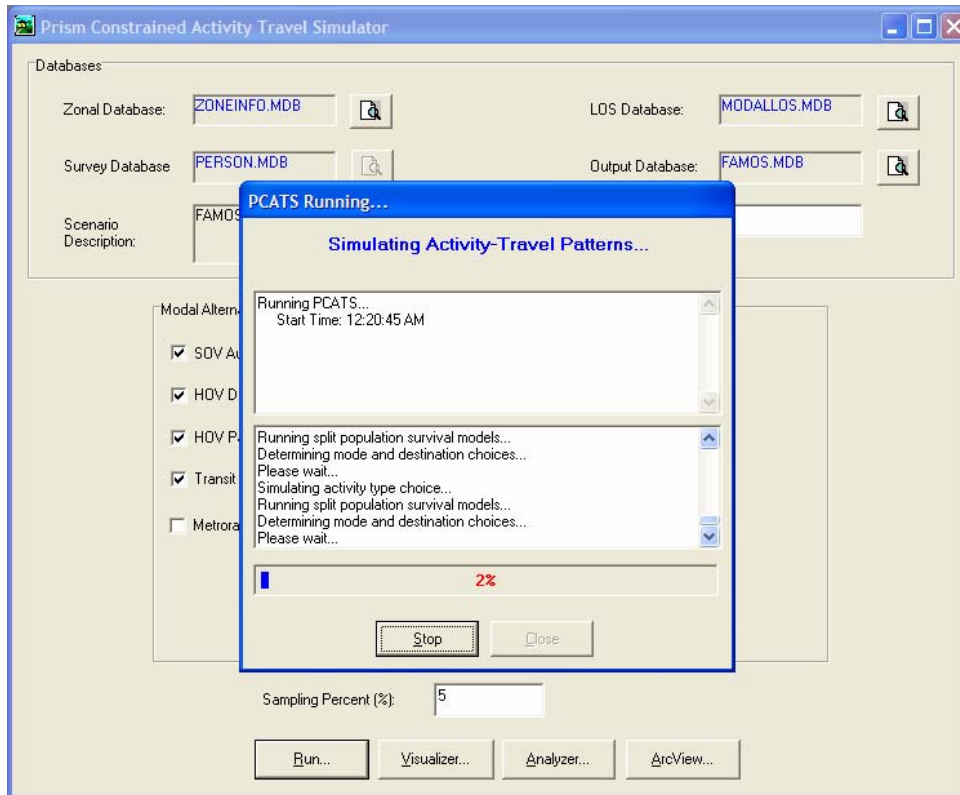 Prism Constrained Activity Travel Simulator
Databases
Zonal Database: ZONEINFO.MDB
LOS Database: MODALLOS.MDB
Survey Database PERSON.MDB
Output Database: FAMOS.MDB
Scenario Description: FAMOS
PCATS Running...
Simulating Activity-Travel Patterns...
Running PCATS...
Start Time: 12:20:45 AM
Running split population survival models...
Determining mode and destination choices...
Please wait...
Simulating activity type choice...
Running split population survival models...
Determining mode and destination choices...
Please wait...
2%
Stop Close
Modal Altern
SOV Au
HOV D
HOV Pa
Transit
Metrora
Sampling Percent (%): 5
Run... Visualizer... Analyzer... ArcView...